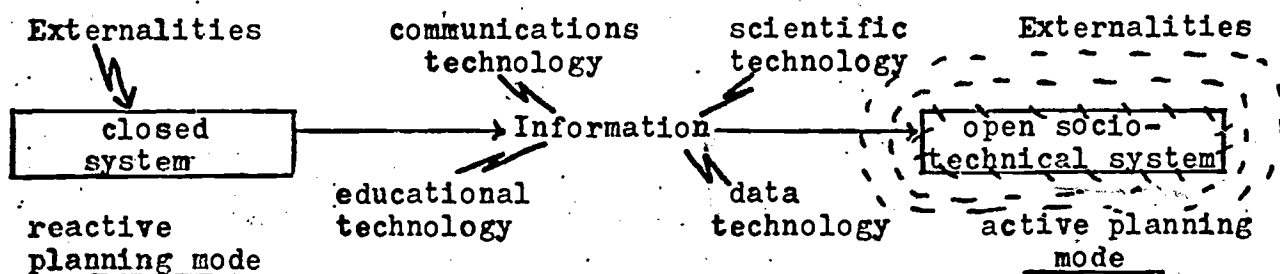 Externalities
communications
technology
scientific
technology
Externalities
closed
system
Information
open socio-
technical system
educational
technology
data
technology
reactive
planning mode
active planning
mode